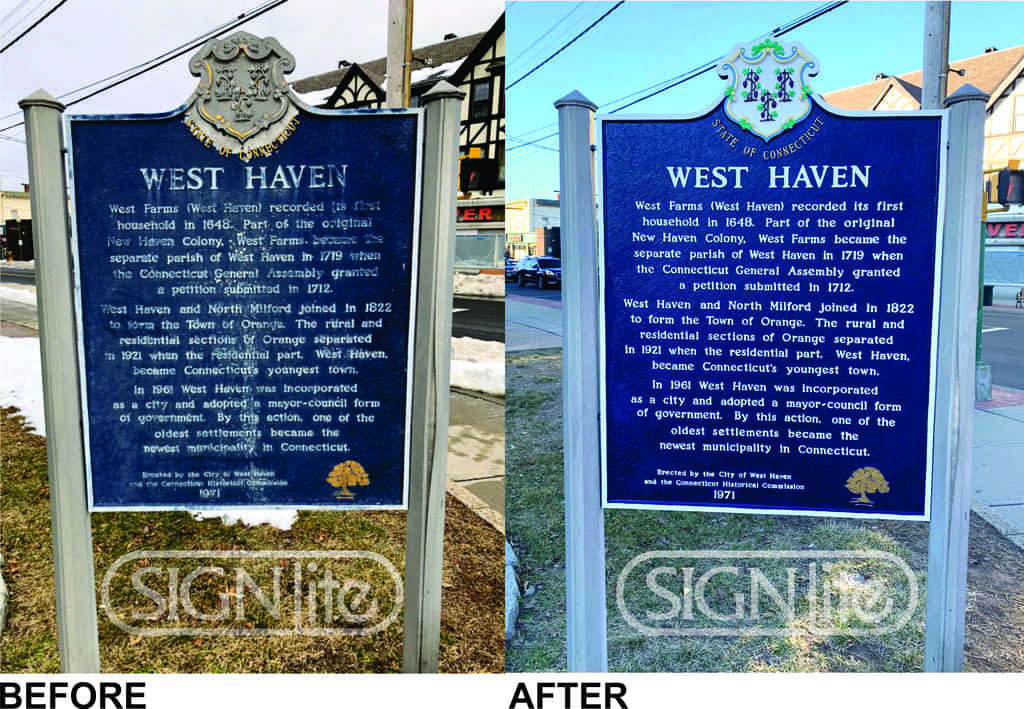 STATE OF CONNECTICUT
WEST HAVEN
West Farms (West Haven) recorded its first
household in 1648. Part of the original
New Haven Colony, West Farms became the
separate parish of West Haven in 1719 when
the Connecticut General Assembly granted
a petition submitted in 1712.
West Haven and North Milford joined in 1822
to form the Town of Orange. The rural and
residential sections of Orange separated
in 1921 when the residential part, West Haven,
became Connecticut's youngest town.
In 1961 West Haven was incorporated
as a city and adopted a mayor-council form
of government. By this action, one of the
oldest settlements became the
newest municipality in Connecticut.
Erected by the City of West Haven
and the Connecticut Historical Commission
1971
ER
SIGNlite
BEFORE
STATE OF CONNECTICUT
WEST HAVEN
West Farms (West Haven) recorded its first
household in 1648. Part of the original
New Haven Colony, West Farms became the
separate parish of West Haven in 1719 when
the Connecticut General Assembly granted
a petition submitted in 1712.
West Haven and North Milford joined in 1822
to form the Town of Orange. The rural and
residential sections of Orange separated
in 1921 when the residential part, West Haven,
became Connecticut's youngest town.
In 1961 West Haven was incorporated
as a city and adopted a mayor-council form
of government. By this action, one of the
oldest settlements became the
newest municipality in Connecticut.
Erected by the City of West Haven
and the Connecticut Historical Commission
1971
VE
SIGNlite
AFTER